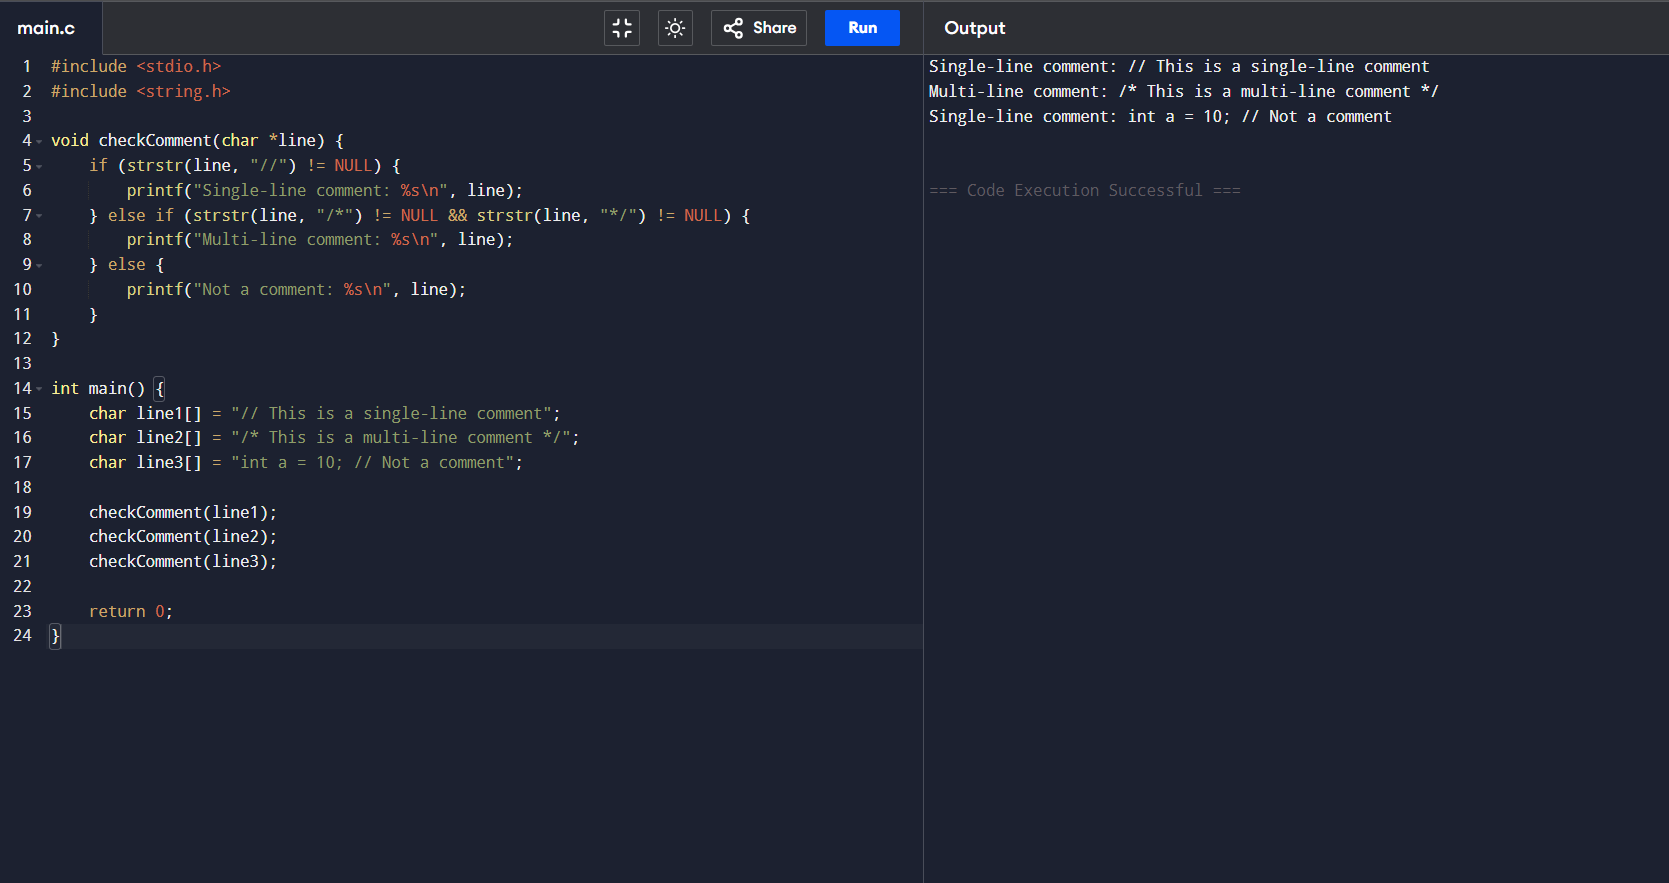 main.c
Share
Run
Output
1 #include <stdio.h>
2 #include <string.h>
3
4 void checkComment(char *line) {
5     if (strstr(line, "//") != NULL) {
6         printf("Single-line comment: %s\n", line);
7     } else if (strstr(line, "/*") != NULL && strstr(line, "*/") != NULL) {
8         printf("Multi-line comment: %s\n", line);
9     } else {
10         printf("Not a comment: %s\n", line);
11     }
12 }
13
14 int main() {
15     char line1[] = "// This is a single-line comment";
16     char line2[] = "/* This is a multi-line comment */";
17     char line3[] = "int a = 10; // Not a comment";
18
19     checkComment(line1);
20     checkComment(line2);
21     checkComment(line3);
22
23     return 0;
24 }
Single-line comment: // This is a single-line comment
Multi-line comment: /* This is a multi-line comment */
Single-line comment: int a = 10; // Not a comment
=== Code Execution Successful ===